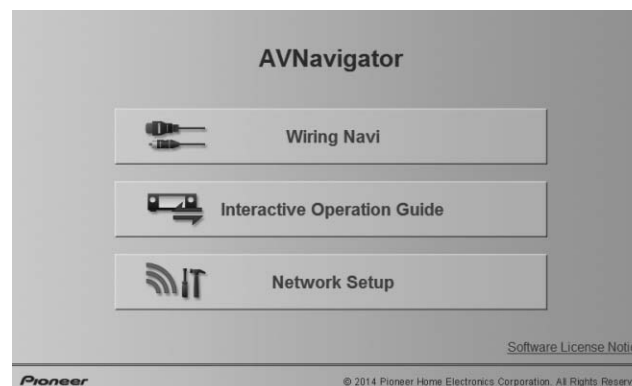 AVNavigator
Wiring Navi
Interactive Operation Guide
Network Setup
Software License Noti
Pioneer
© 2014 Pioneer Home Electronics Corporation. All Rights Reserv